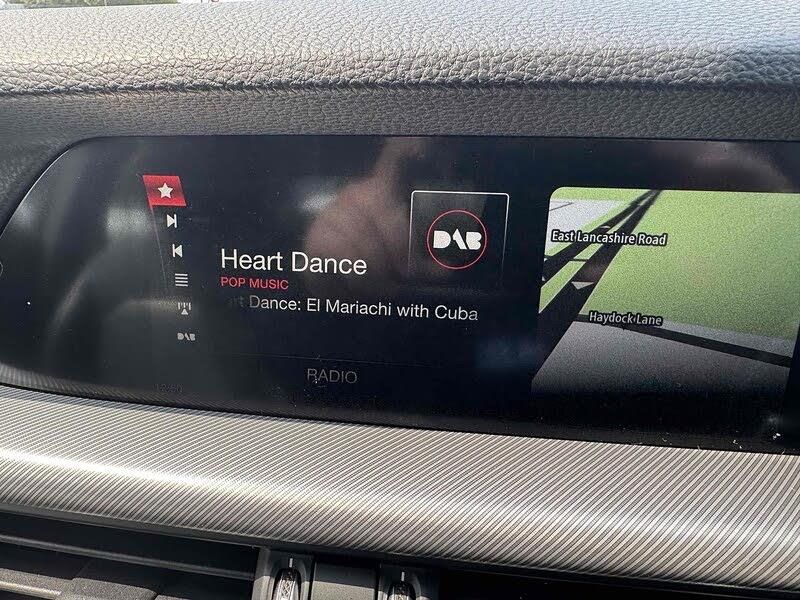 Heart Dance
POP MUSIC
Dance: El Mariachi with Cuba
RADIO
DAB
DAB
East Lancashire Road
Haydock Lane